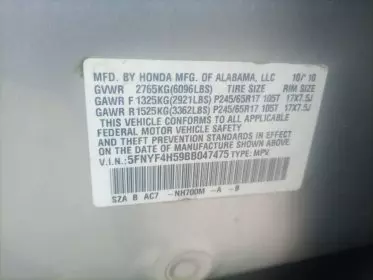 MFD. BY HONDA MFG. OF ALABAMA, LLC 10/10
GVWR 2765KG(6096LBS) TIRE SIZE RIM SIZE
GAWR F 1325KG(2921LBS) P245/65R17 105T 17X7.5J
GAWR R 1525KG(3362LBS) P245/65R17 105T 17X7.5J
THIS VEHICLE CONFORMS TO ALL APPLICABLE
FEDERAL MOTOR VEHICLE SAFETY AND THEFT
PREVENTION STANDARDS IN EFFECT
ON THE DATE OF MANUFACTURE SHOWN ABOVE.
V.I.N.: 5FNYF4H59BB047475 TYPE: MPV
SZA B AC7 -NH700M -A -B